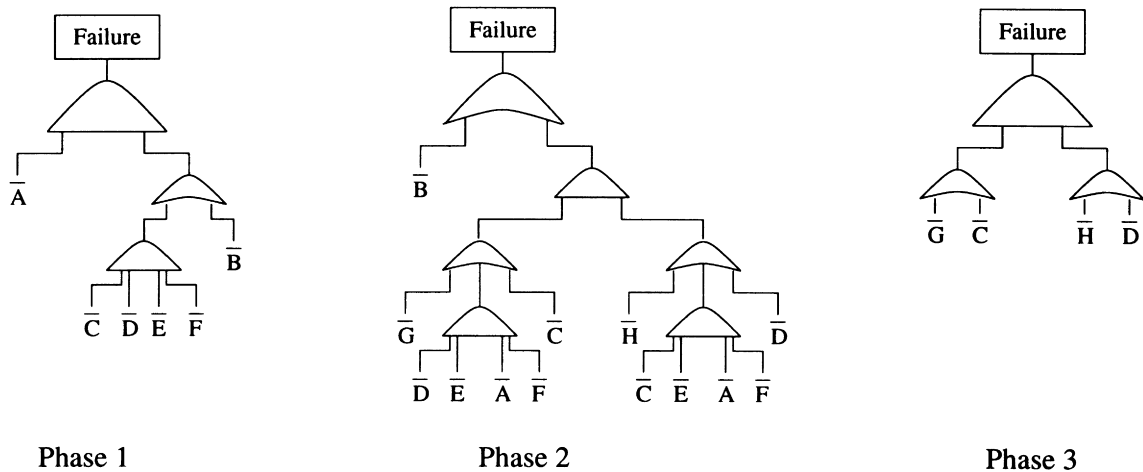 Failure
A̅
B̅
C̅ D̅ E̅ F̅
Phase 1
Failure
B̅
G̅ C̅ H̅ D̅
D̅ E̅ A̅ F̅ C̅ E̅ A̅ F̅
Phase 2
Failure
G̅ C̅ H̅ D̅
Phase 3